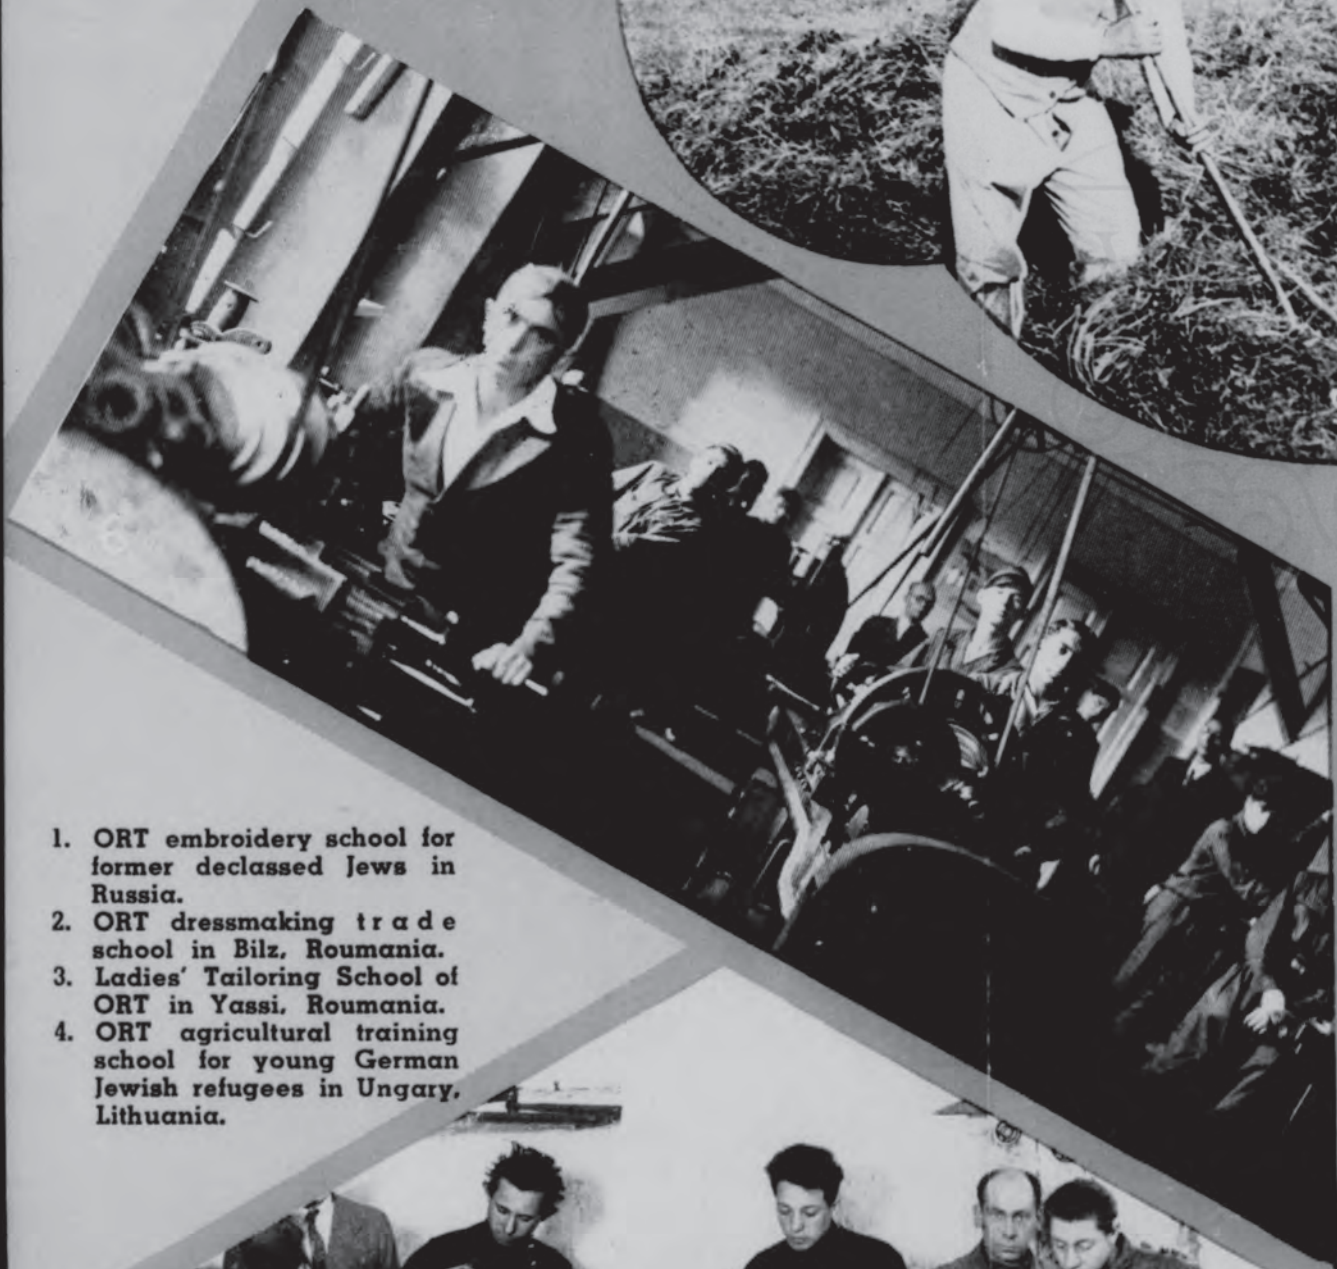 1. ORT embroidery school for
former declassed Jews in
Russia.
2. ORT dressmaking trade
school in Bilz, Roumania.
3. Ladies' Tailoring School of
ORT in Yassi, Roumania.
4. ORT agricultural training
school for young German
Jewish refugees in Ungary,
Lithuania.